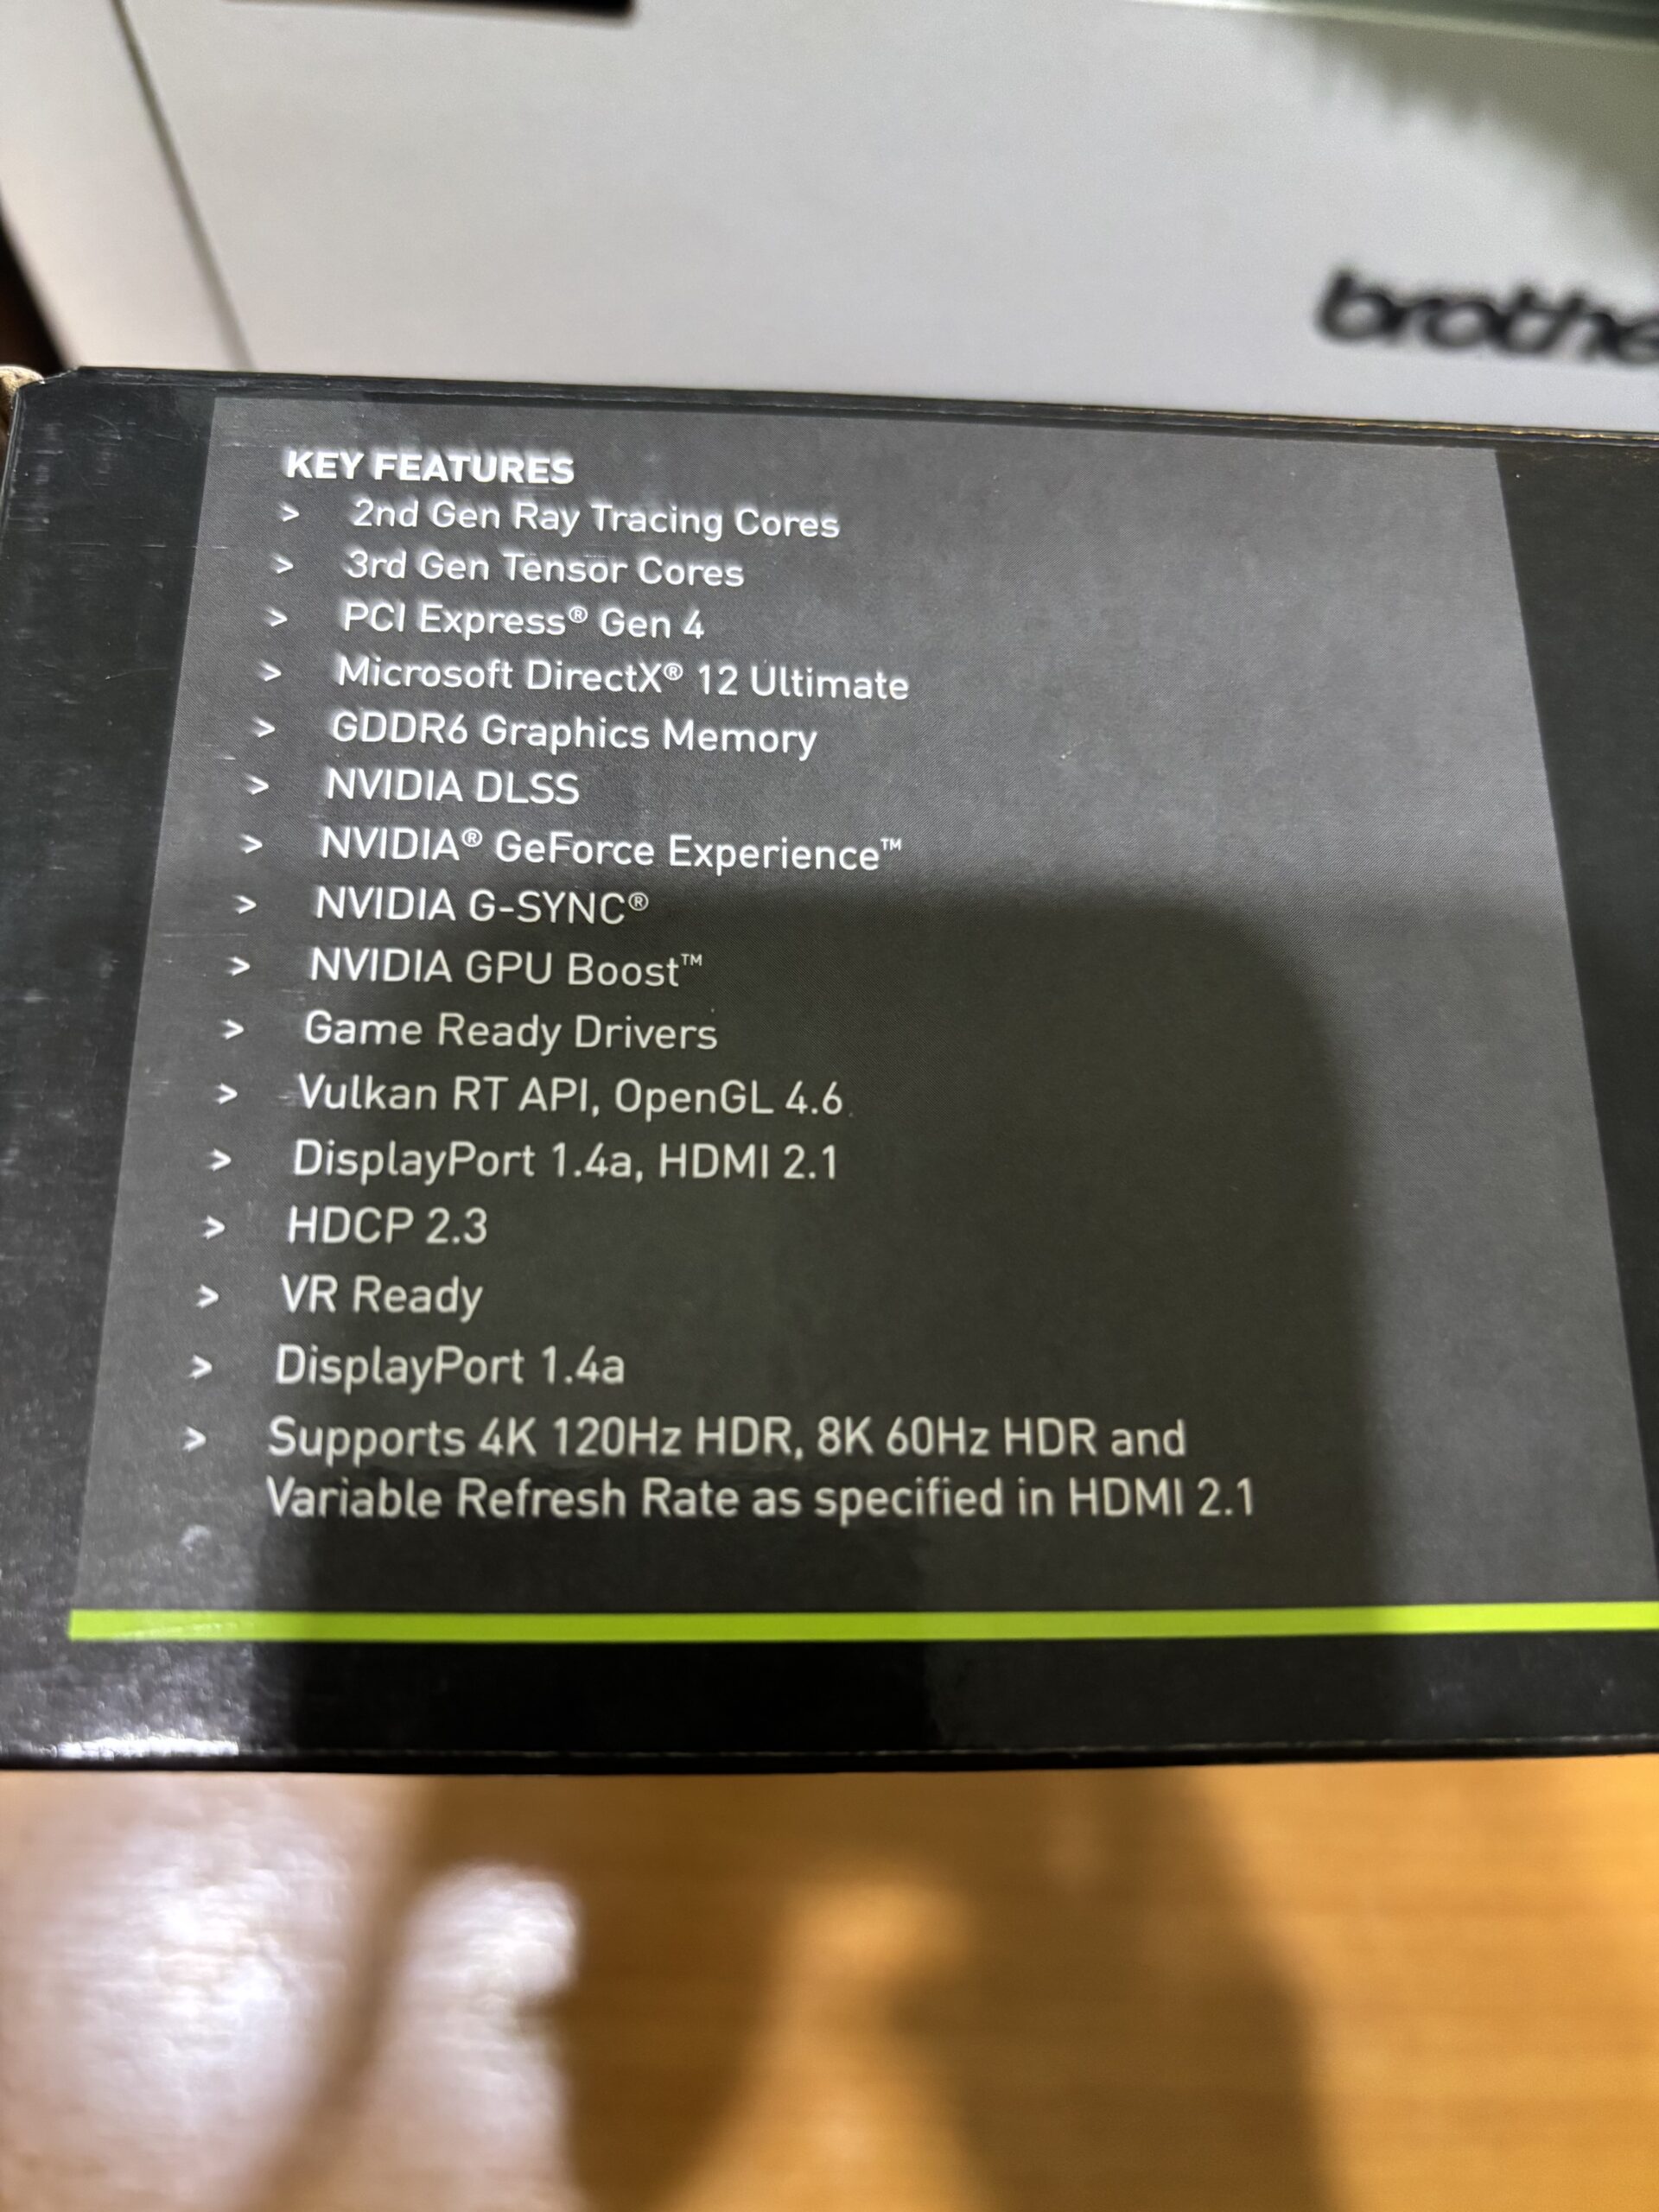 brothe
KEY FEATURES
> 2nd Gen Ray Tracing Cores
> 3rd Gen Tensor Cores
> PCI Express® Gen 4
> Microsoft DirectX® 12 Ultimate
> GDDR6 Graphics Memory
> NVIDIA DLSS
> NVIDIA® GeForce Experience™
> NVIDIA G-SYNC®
> NVIDIA GPU Boost™
> Game Ready Drivers
> Vulkan RT API, OpenGL 4.6
> DisplayPort 1.4a, HDMI 2.1
> HDCP 2.3
> VR Ready
> DisplayPort 1.4a
> Supports 4K 120Hz HDR, 8K 60Hz HDR and
Variable Refresh Rate as specified in HDMI 2.1